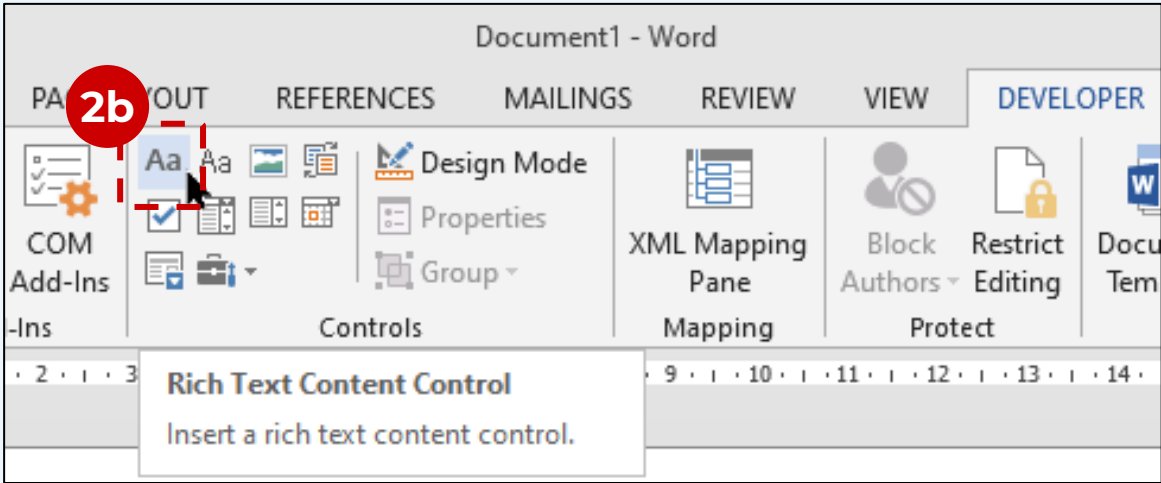 Document1 - Word
PA 2b YOUT REFERENCES MAILINGS REVIEW VIEW DEVELOPER
Aa Aa Design Mode
Properties
COM Add-Ins
Group
XML Mapping Pane
Block Authors
Restrict Editing
Docu Tem
-Ins Controls Mapping Protect
· 2 · ı · 3 · 9 · ı · 10 · ı · 11 · ı · 12 · ı · 13 · ı · 14 ·
Rich Text Content Control
Insert a rich text content control.